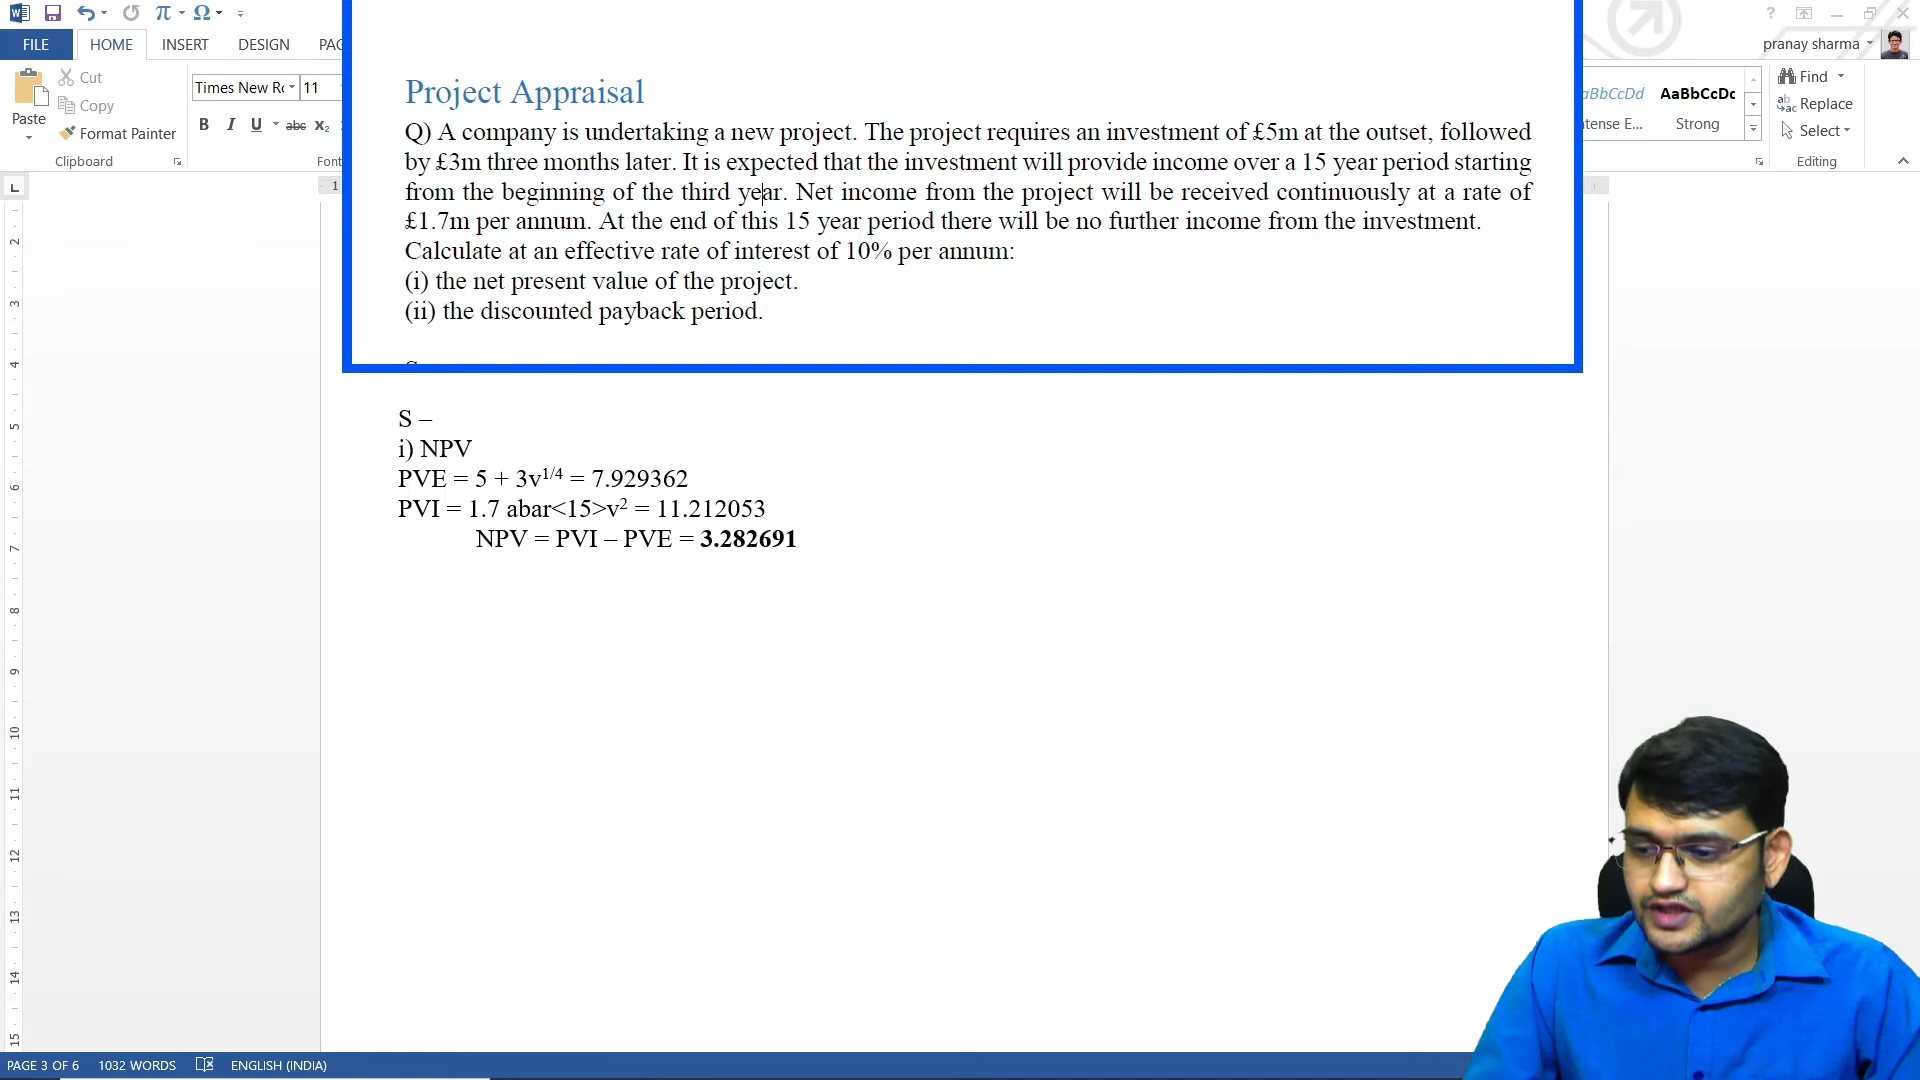 pranay sharma
FILE HOME INSERT DESIGN PAG
Cut
Copy
Format Painter
Paste
Clipboard
Times New Ro 11
B I U abc X₂
Font
AaBbCcDc
Strong
Find
Replace
Select
Editing
Project Appraisal
Q) A company is undertaking a new project. The project requires an investment of £5m at the outset, followed
by £3m three months later. It is expected that the investment will provide income over a 15 year period starting
from the beginning of the third year. Net income from the project will be received continuously at a rate of
£1.7m per annum. At the end of this 15 year period there will be no further income from the investment.
Calculate at an effective rate of interest of 10% per annum:
(i) the net present value of the project.
(ii) the discounted payback period.
S –
i) NPV
PVE = 5 + 3v^1/4 = 7.929362
PVI = 1.7 abar<15>v² = 11.212053
NPV = PVI – PVE = 3.282691
PAGE 3 OF 6 1032 WORDS ENGLISH (INDIA)